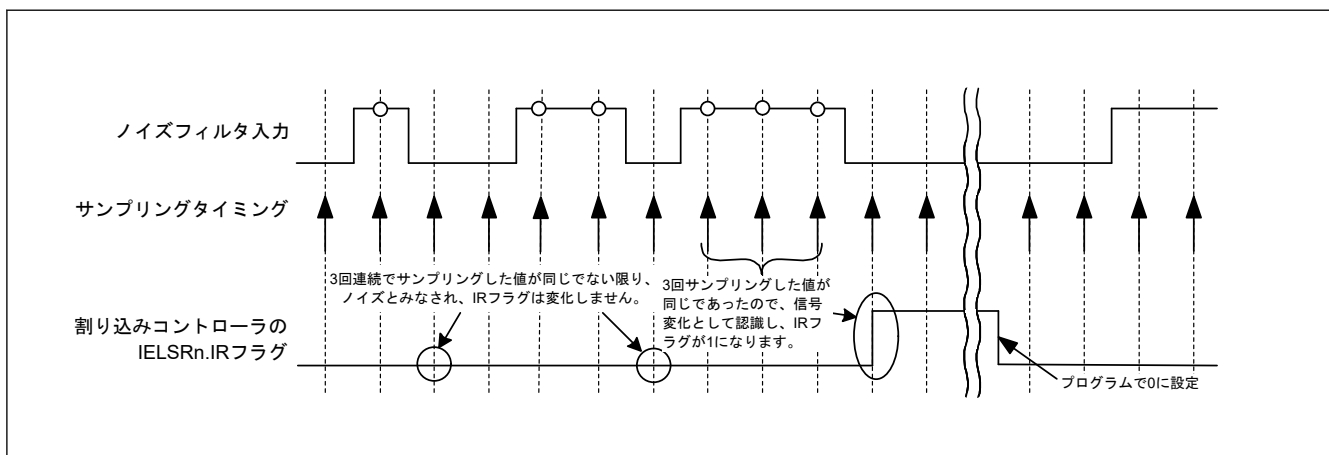 ノイズフィルタ入力
サンプリングタイミング
3回連続でサンプリングした値が同じでない限り、
ノイズとみなされ、IRフラグは変化しません。
3回サンプリングした値が
同じであったので、信号
変化として認識し、IRフ
ラグが1になります。
割り込みコントローラの
IELSRn.IRフラグ
プログラムで0に設定